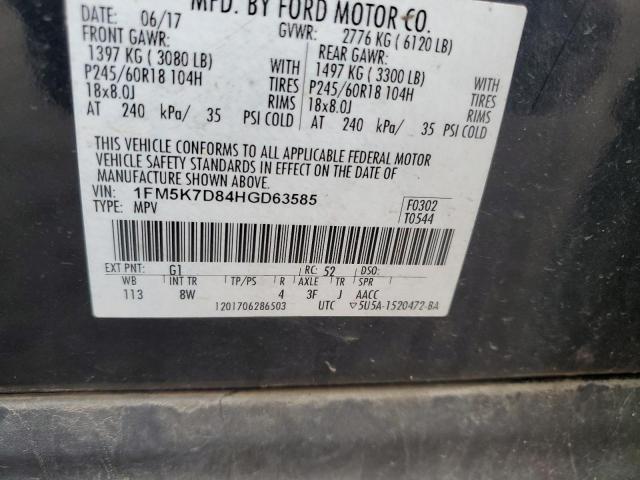 MFD. BY FORD MOTOR CO.
DATE: 06/17 GVWR: 2776 KG ( 6120 LB)
FRONT GAWR: REAR GAWR:
1397 KG ( 3080 LB) 1497 KG ( 3300 LB)
P245/60R18 104H WITH TIRES P245/60R18 104H WITH TIRES
18x8.0J RIMS 18x8.0J RIMS
AT 240 kPa/ 35 PSI COLD AT 240 kPa/ 35 PSI COLD
THIS VEHICLE CONFORMS TO ALL APPLICABLE FEDERAL MOTOR
VEHICLE SAFETY STANDARDS IN EFFECT ON THE DATE OF
MANUFACTURE SHOWN ABOVE.
VIN: 1FM5K7D84HGD63585 F0302
TYPE: MPV T0544
EXT PNT: G1 RC: 52 DSO:
WB INT TR TP/PS R AXLE TR SPR
113 8W 4 3F J AACC
1201706286503 UTC ▽5U5A-1520472-BA